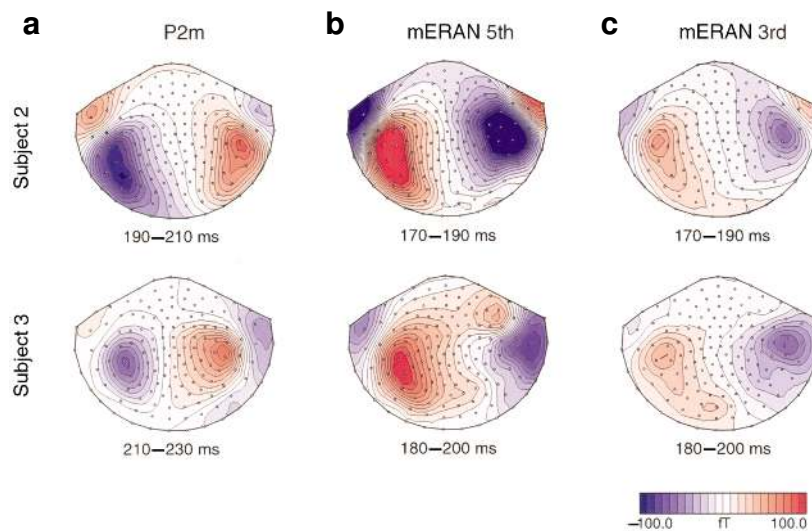 a
P2m
b
mERAN 5th
c
mERAN 3rd
Subject 2
190–210 ms
170–190 ms
170–190 ms
Subject 3
210–230 ms
180–200 ms
180–200 ms
–100.0 fT 100.0